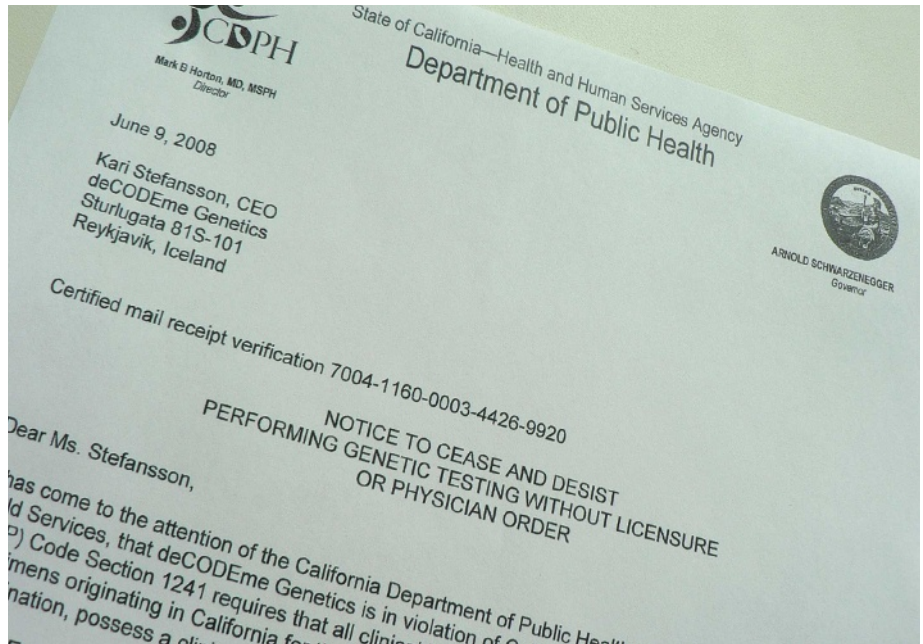 CDPH
Mark B Horton, MD, MSPH
Director
State of California—Health and Human Services Agency
Department of Public Health
ARNOLD SCHWARZENEGGER
Governor
June 9, 2008
Kari Stefansson, CEO
deCODEme Genetics
Sturlugata 81S-101
Reykjavik, Iceland
Certified mail receipt verification 7004-1160-0003-4426-9920
NOTICE TO CEASE AND DESIST
PERFORMING GENETIC TESTING WITHOUT LICENSURE
OR PHYSICIAN ORDER
Dear Ms. Stefansson,
has come to the attention of the California Department of Public
Services, that deCODEme Genetics is in violation of
Code Section 1241 requires that all
originating in California
possess a